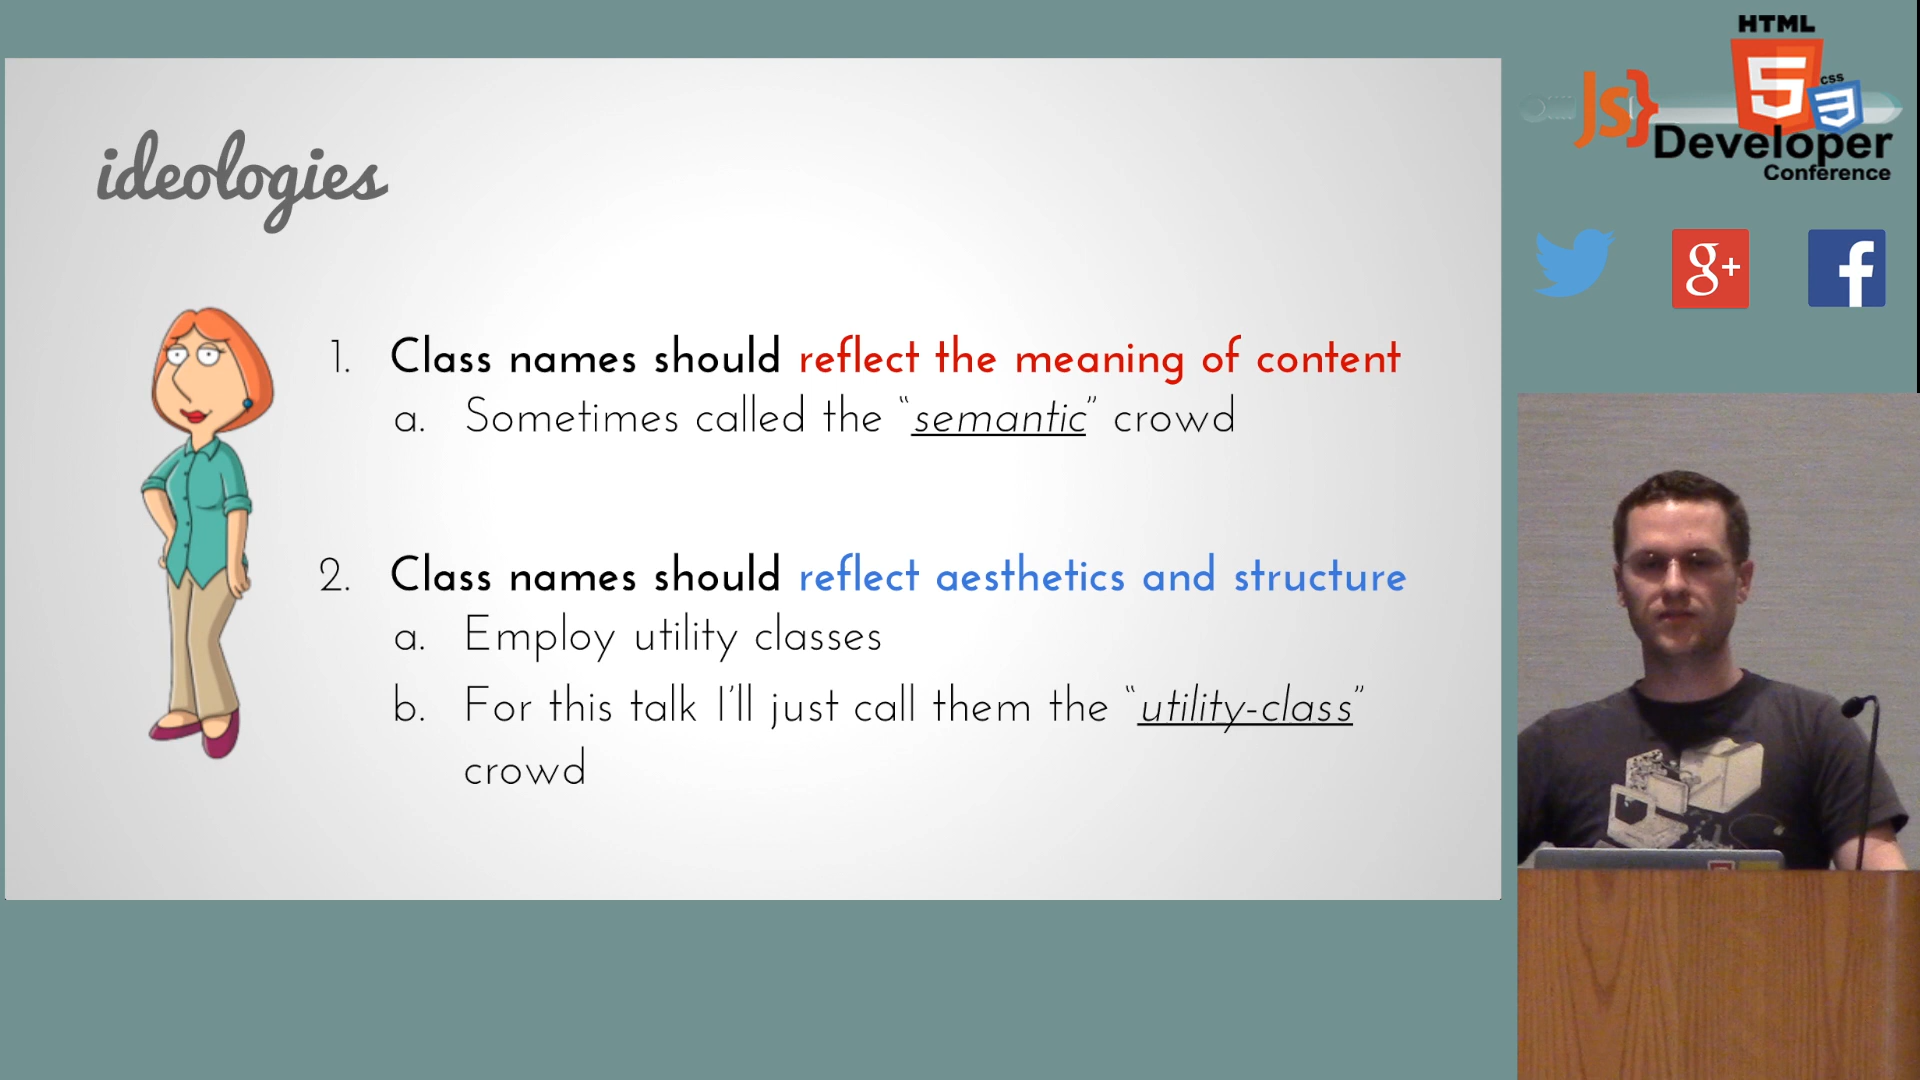 ideologies
1. Class names should reflect the meaning of content
a. Sometimes called the “semantic” crowd
2. Class names should reflect aesthetics and structure
a. Employ utility classes
b. For this talk I’ll just call them the “utility-class”
crowd
HTML
5
CSS
3
JS}
Developer
Conference
g+
f